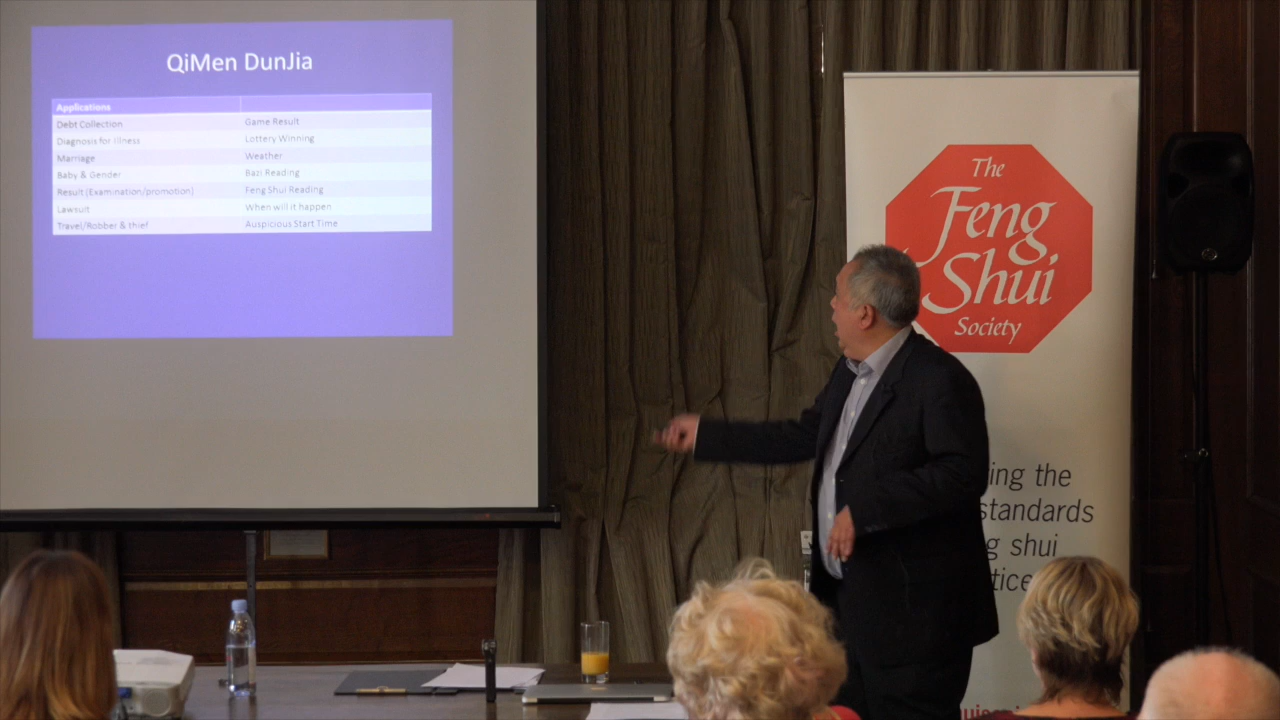 QiMen DunJia
Applications
Debt Collection Game Result
Diagnosis for Illness Lottery Winning
Marriage Weather
Baby & Gender Bazi Reading
Result (Examination/promotion) Feng Shui Reading
Lawsuit When will it happen
Travel/Robber & thief Auspicious Start Time
The
Feng
Shui
Society
ing the
standards
g shui
tice